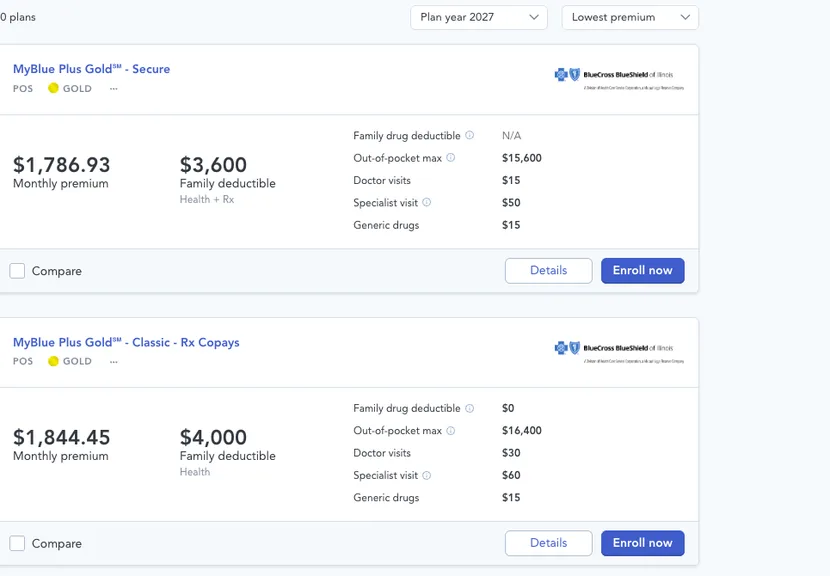 0 plans
Plan year 2027
Lowest premium
MyBlue Plus Gold℠ - Secure
POS GOLD ...
BlueCross BlueShield of Illinois
$1,786.93
Monthly premium
$3,600
Family deductible
Health + Rx
Family drug deductible N/A
Out-of-pocket max $15,600
Doctor visits $15
Specialist visit $50
Generic drugs $15
Compare
Details
Enroll now
MyBlue Plus Gold℠ - Classic - Rx Copays
POS GOLD ...
BlueCross BlueShield of Illinois
$1,844.45
Monthly premium
$4,000
Family deductible
Health
Family drug deductible $0
Out-of-pocket max $16,400
Doctor visits $30
Specialist visit $60
Generic drugs $15
Compare
Details
Enroll now